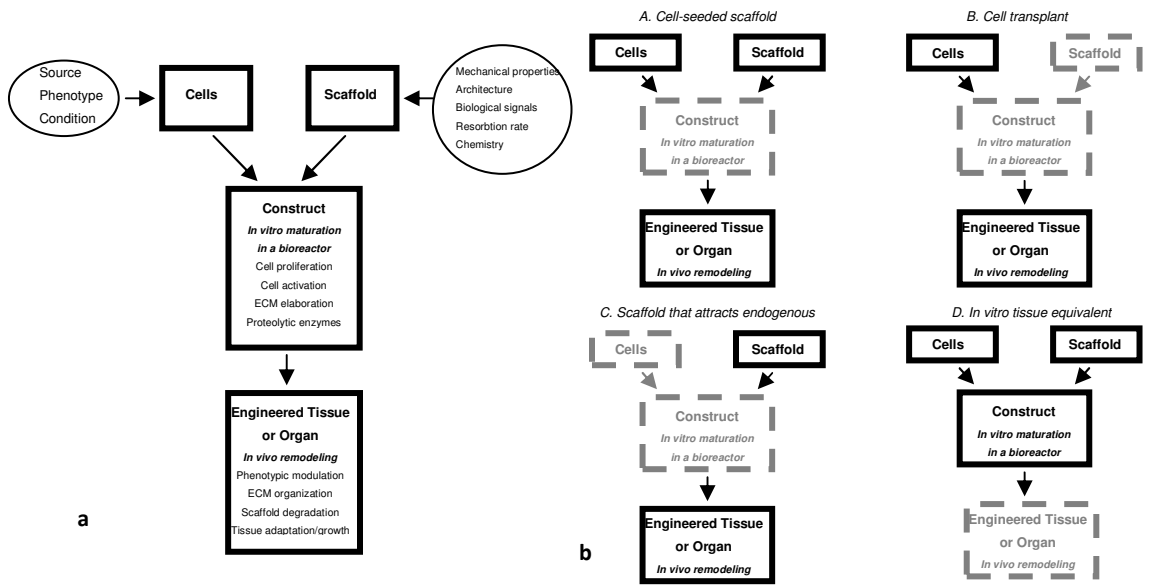 Source
Phenotype
Condition
Cells
Scaffold
Mechanical properties
Architecture
Biological signals
Resorbtion rate
Chemistry
Construct
In vitro maturation
in a bioreactor
Cell proliferation
Cell activation
ECM elaboration
Proteolytic enzymes
Engineered Tissue
or Organ
In vivo remodeling
Phenotypic modulation
ECM organization
Scaffold degradation
Tissue adaptation/growth
a
A. Cell-seeded scaffold
Cells
Scaffold
Construct
In vitro maturation
in a bioreactor
Engineered Tissue
or Organ
In vivo remodeling
B. Cell transplant
Cells
Scaffold
Construct
In vitro maturation
in a bioreactor
Engineered Tissue
or Organ
In vivo remodeling
C. Scaffold that attracts endogenous
Cells
Scaffold
Construct
In vitro maturation
in a bioreactor
Engineered Tissue
or Organ
In vivo remodeling
D. In vitro tissue equivalent
Cells
Scaffold
Construct
In vitro maturation
in a bioreactor
Engineered Tissue
or Organ
In vivo remodeling
b